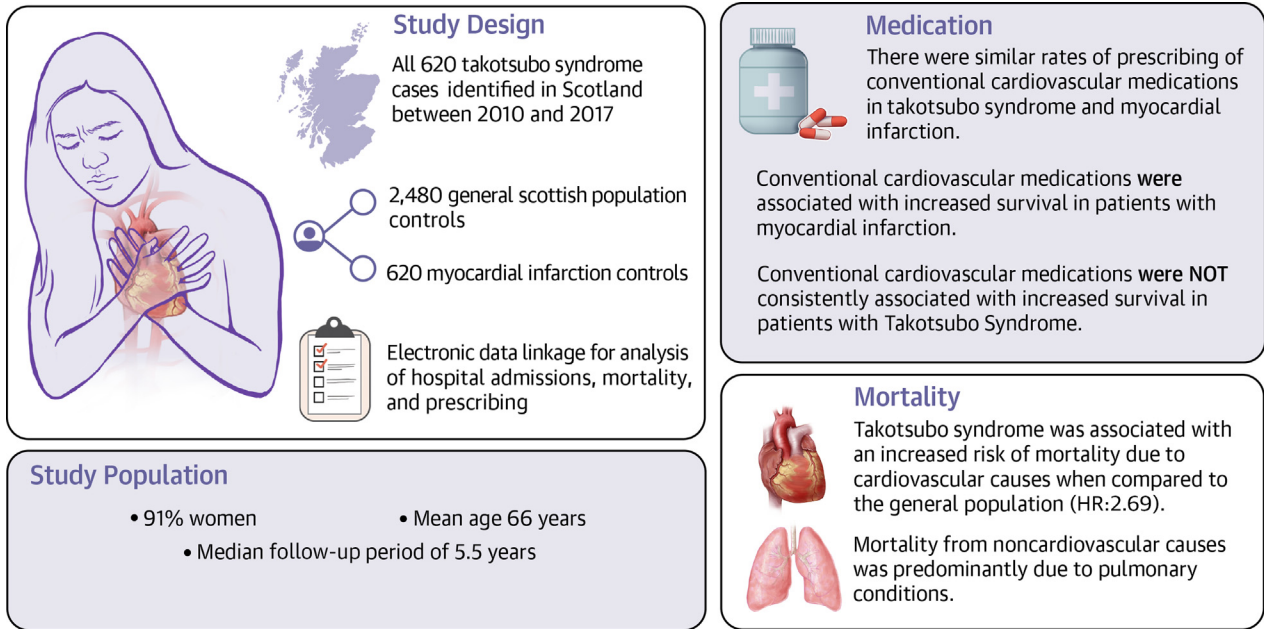 Study Design
All 620 takotsubo syndrome
cases identified in Scotland
between 2010 and 2017
2,480 general scottish population
controls
620 myocardial infarction controls
Electronic data linkage for analysis
of hospital admissions, mortality,
and prescribing
Study Population
• 91% women
• Mean age 66 years
• Median follow-up period of 5.5 years
Medication
There were similar rates of prescribing of
conventional cardiovascular medications
in takotsubo syndrome and myocardial
infarction.
Conventional cardiovascular medications were
associated with increased survival in patients with
myocardial infarction.
Conventional cardiovascular medications were NOT
consistently associated with increased survival in
patients with Takotsubo Syndrome.
Mortality
Takotsubo syndrome was associated with
an increased risk of mortality due to
cardiovascular causes when compared to
the general population (HR:2.69).
Mortality from noncardiovascular causes
was predominantly due to pulmonary
conditions.